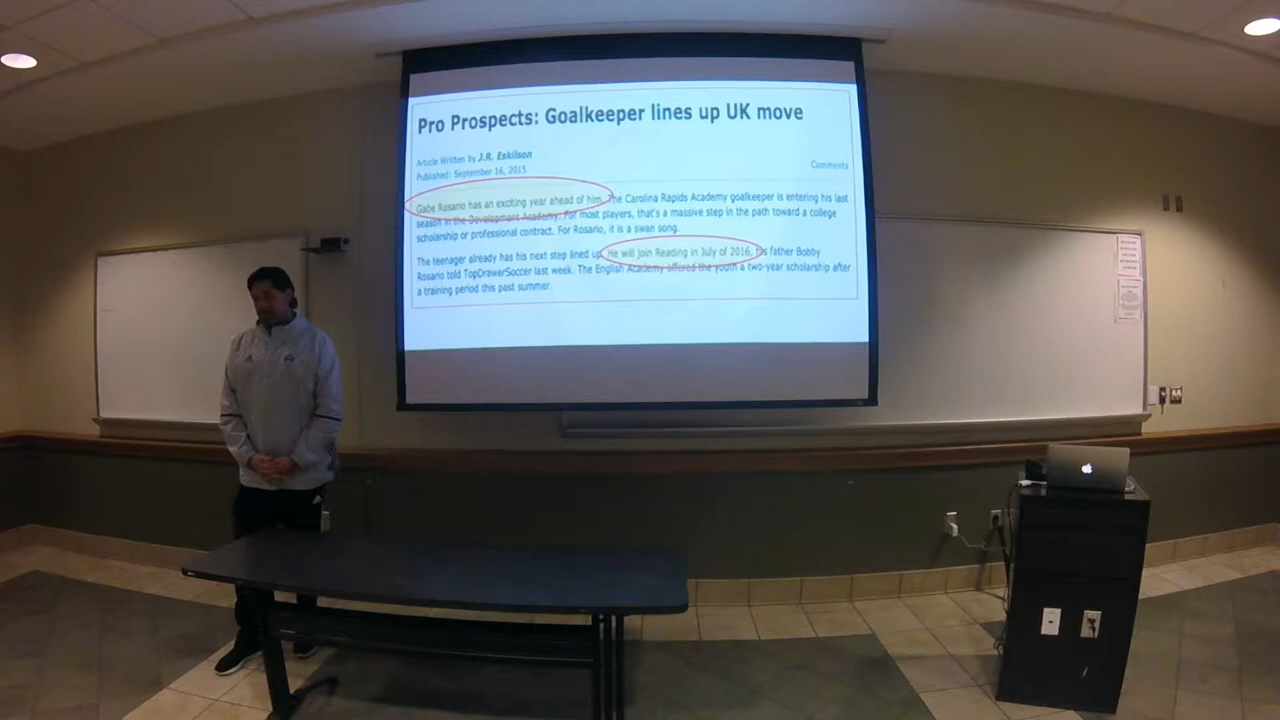 Pro Prospects: Goalkeeper lines up UK move
Article Written by J.R. Eskilson
Comments
Published: September 16, 2015
Gabe Rosario has an exciting year ahead of him. The Carolina Rapids Academy goalkeeper is entering his last
season in the Development Academy. For most players, that's a massive step in the path toward a college
scholarship or professional contract. For Rosario, it is a swan song.
The teenager already has his next step lined up. He will join Reading in July of 2016, his father Bobby
Rosario told TopDrawerSoccer last week. The English Academy offered the youth a two-year scholarship after
a training period this past summer.